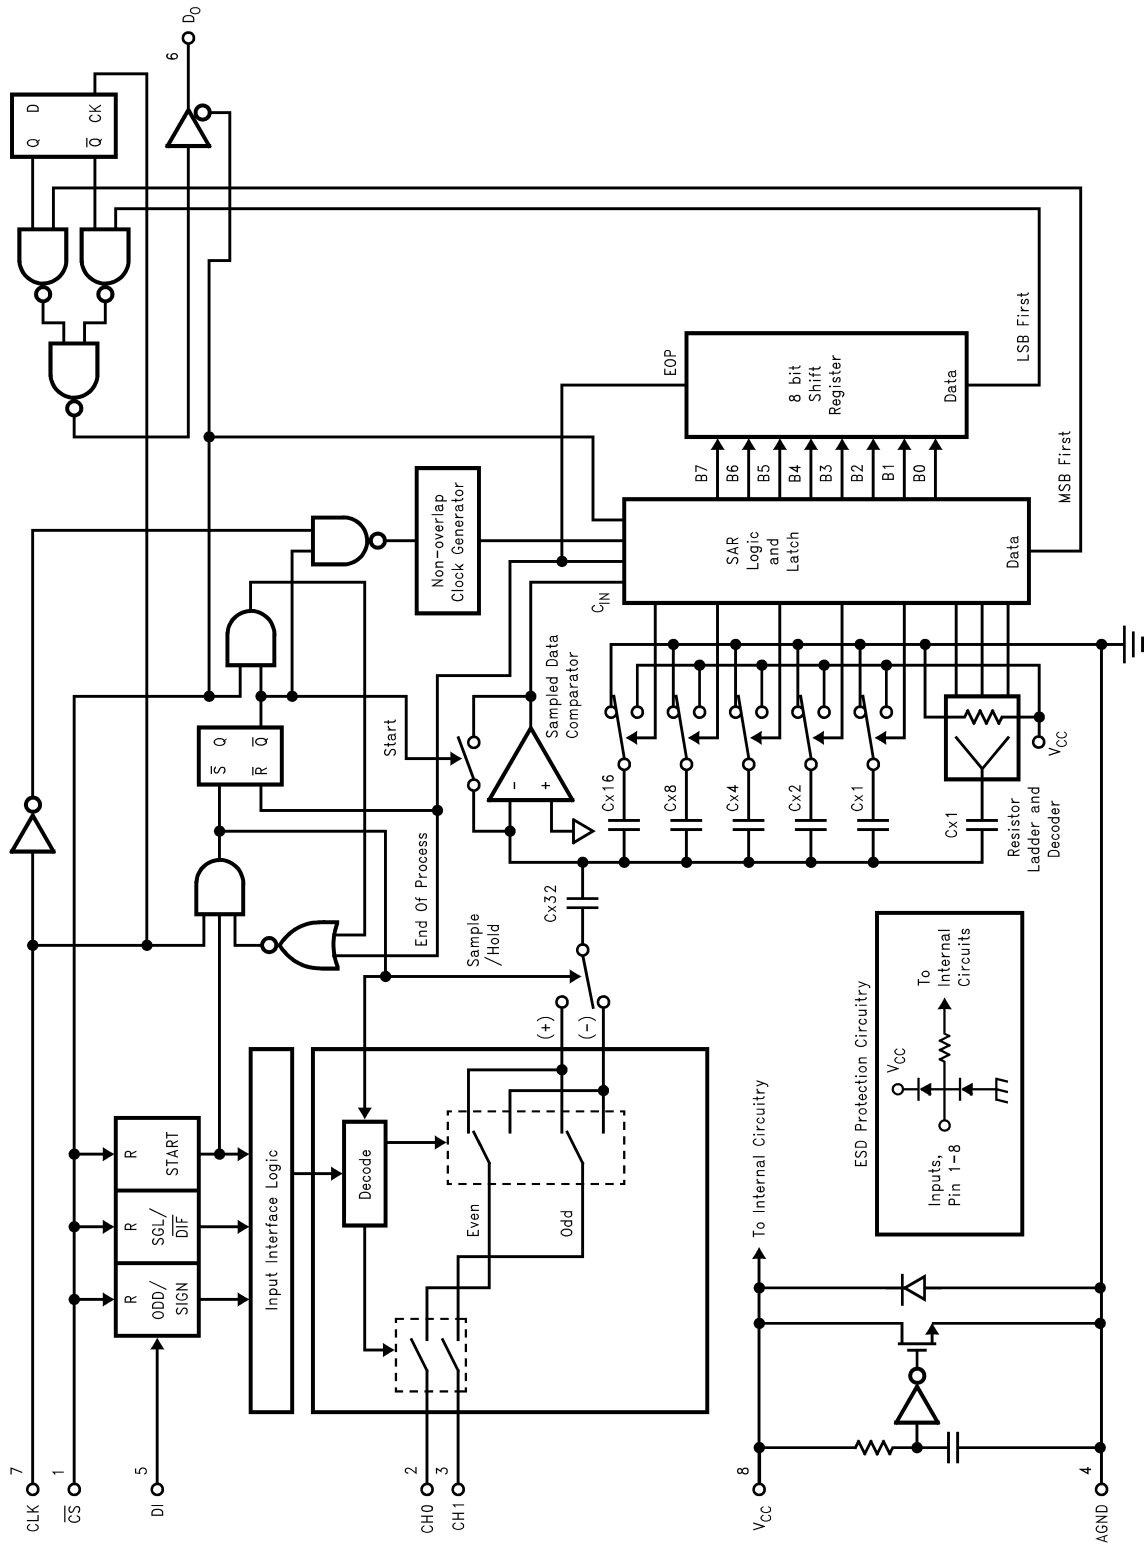 CLK
7
CS
1
DI
5
R
ODD/
SIGN
R
SGL/
DIF
R
START
Input Interface Logic
CH0
2
CH1
3
Decode
Even
Odd
(+)
(-)
Sample
/Hold
End Of Process
S
Q
R
Q
Start
Non-overlap
Clock Generator
Q
D
Q
CK
6
DO
Cx32
-
+
Sampled Data
Comparator
CIN
SAR
Logic
and
Latch
Data
B7
B6
B5
B4
B3
B2
B1
B0
EOP
8 bit
Shift
Register
Data
LSB First
MSB First
Cx16
Cx8
Cx4
Cx2
Cx1
Cx1
Resistor
Ladder and
Decoder
VCC
VCC
8
To Internal Circuitry
AGND
4
ESD Protection Circuitry
Inputs,
Pin 1-8
VCC
To
Internal
Circuits